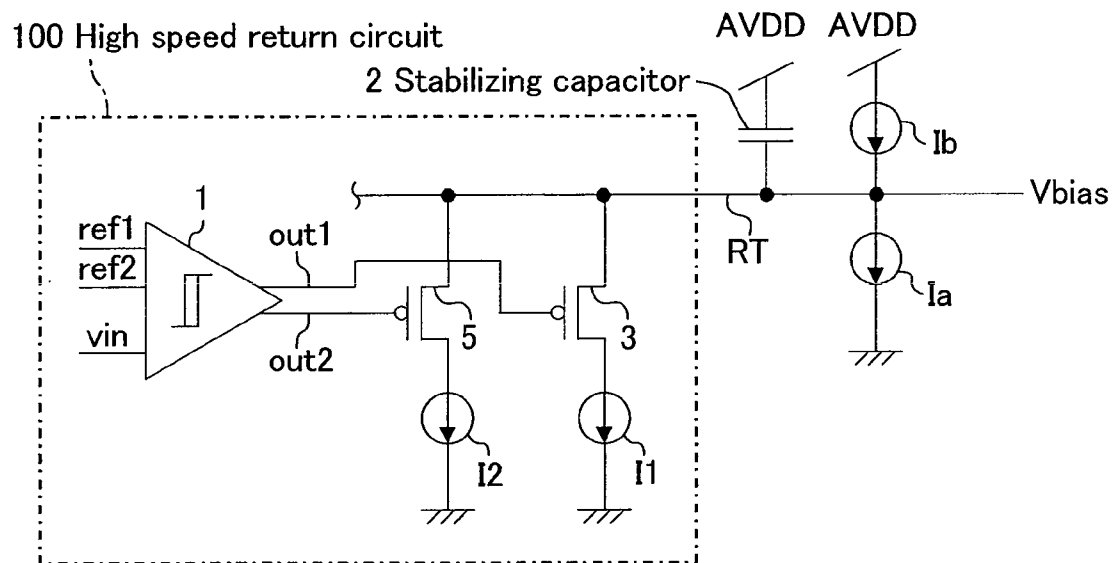 100 High speed return circuit
AVDD AVDD
2 Stabilizing capacitor
Ib
1
ref1
ref2
vin
out1
out2
RT
Vbias
Ia
5
3
I2
I1